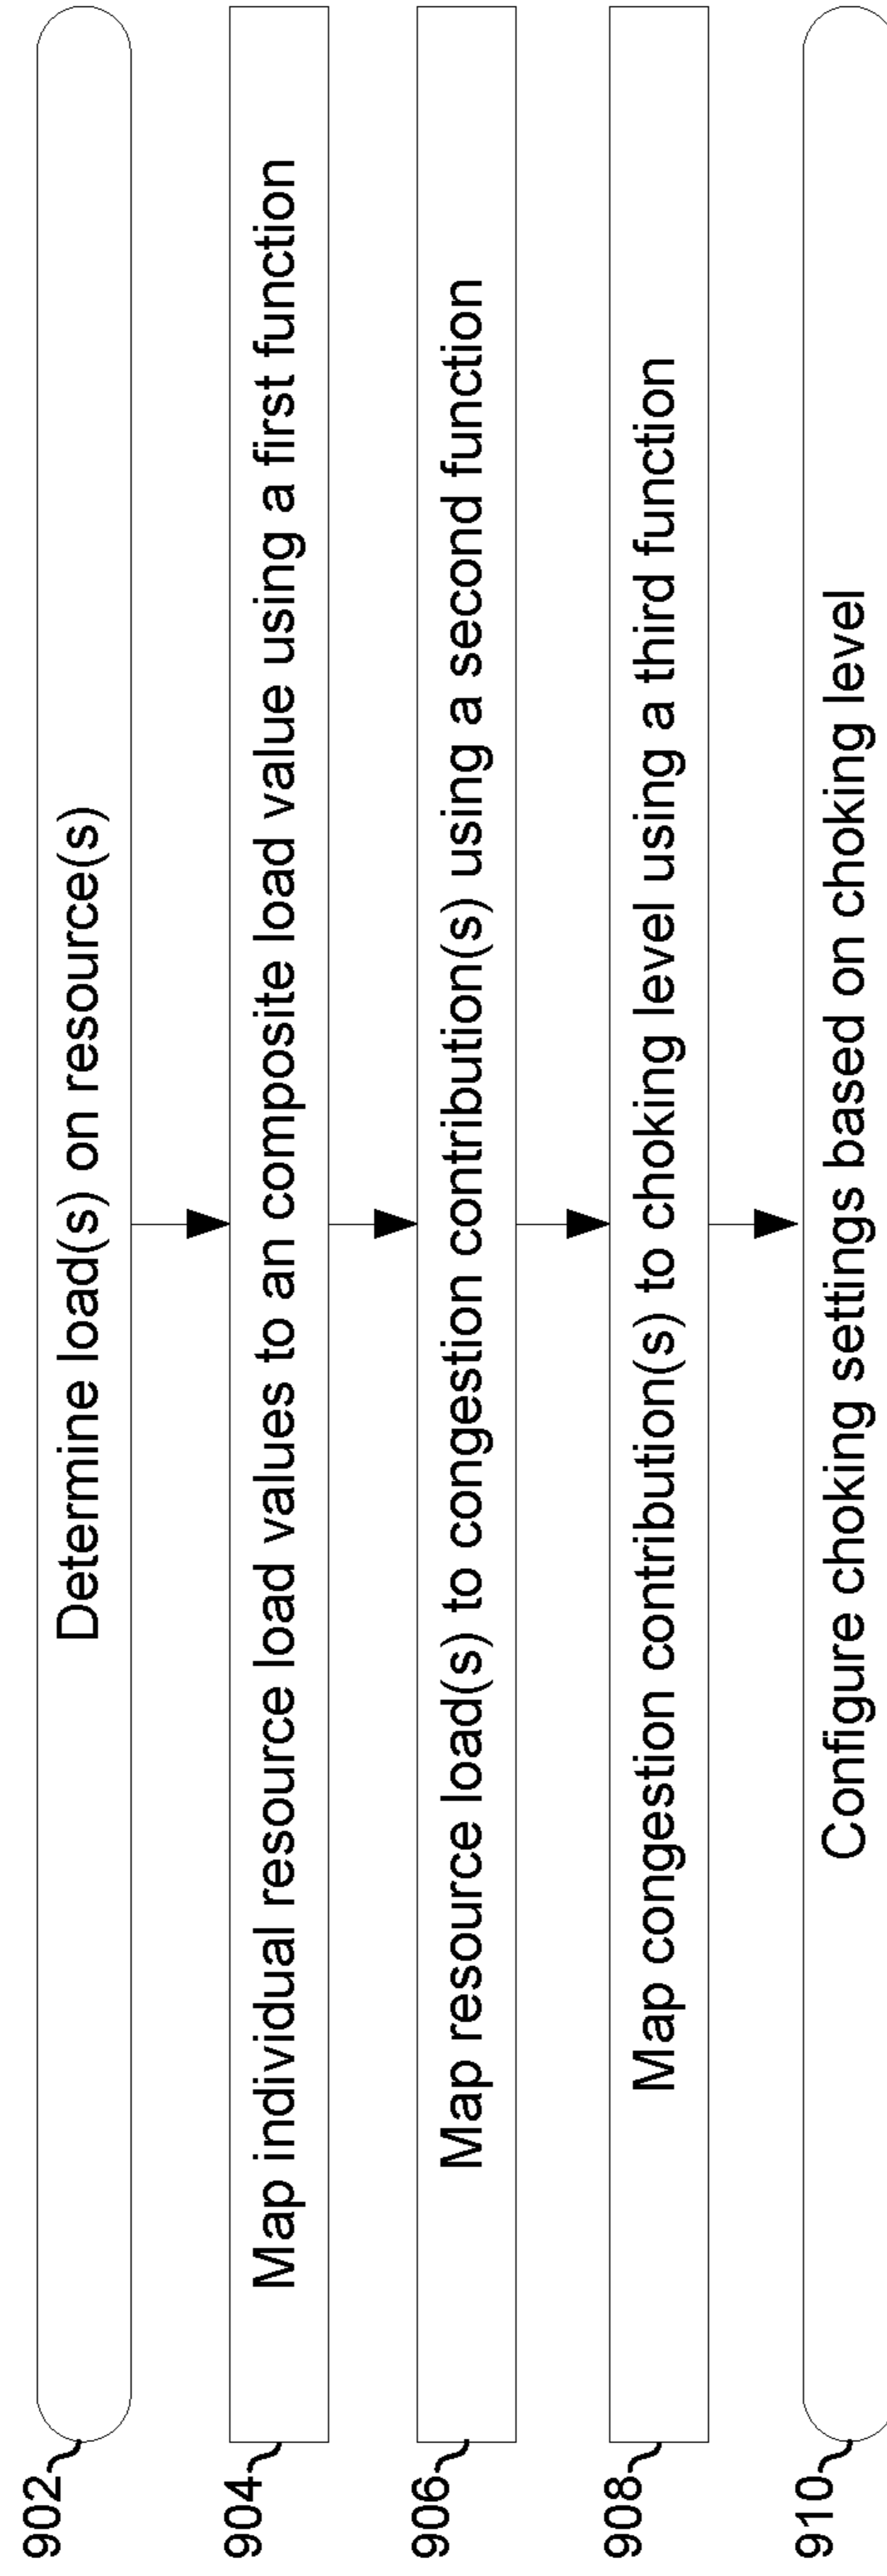 902
Determine load(s) on resource(s)
904
Map individual resource load values to an composite load value using a first function
906
Map resource load(s) to congestion contribution(s) using a second function
908
Map congestion contribution(s) to choking level using a third function
910
Configure choking settings based on choking level